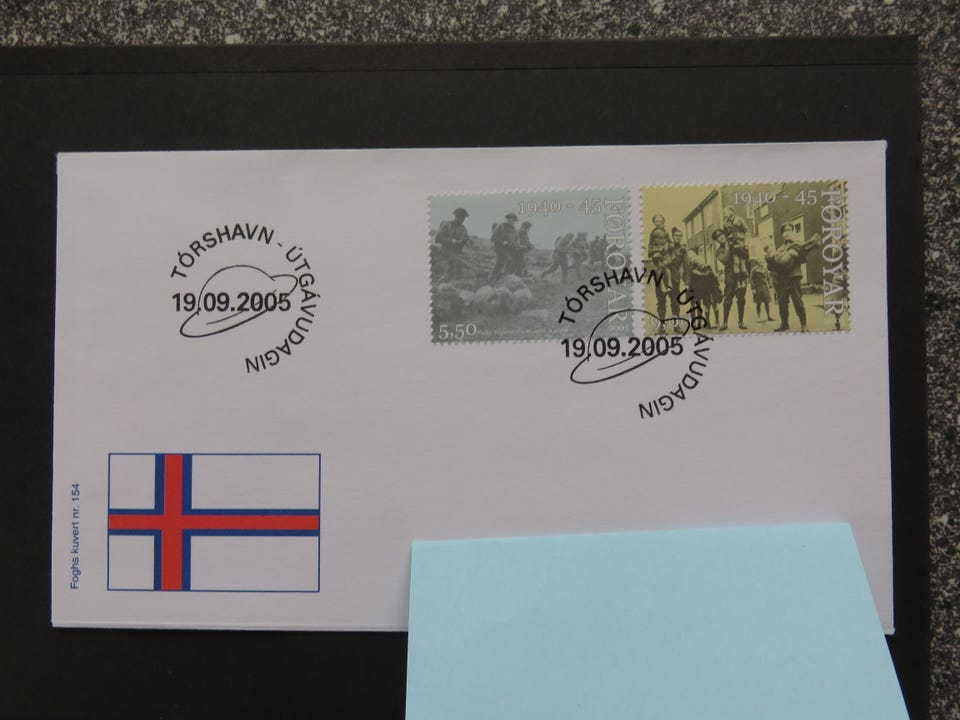 TÓRSHAVN - ÚTGÁVUDAGIN
19.09.2005
1940 - 45
FØROYAR
5,50
2005
1940 - 45
FØROYAR
TÓRSHAVN - ÚTGÁVUDAGIN
19.09.2005
Foghs kuvert nr. 154